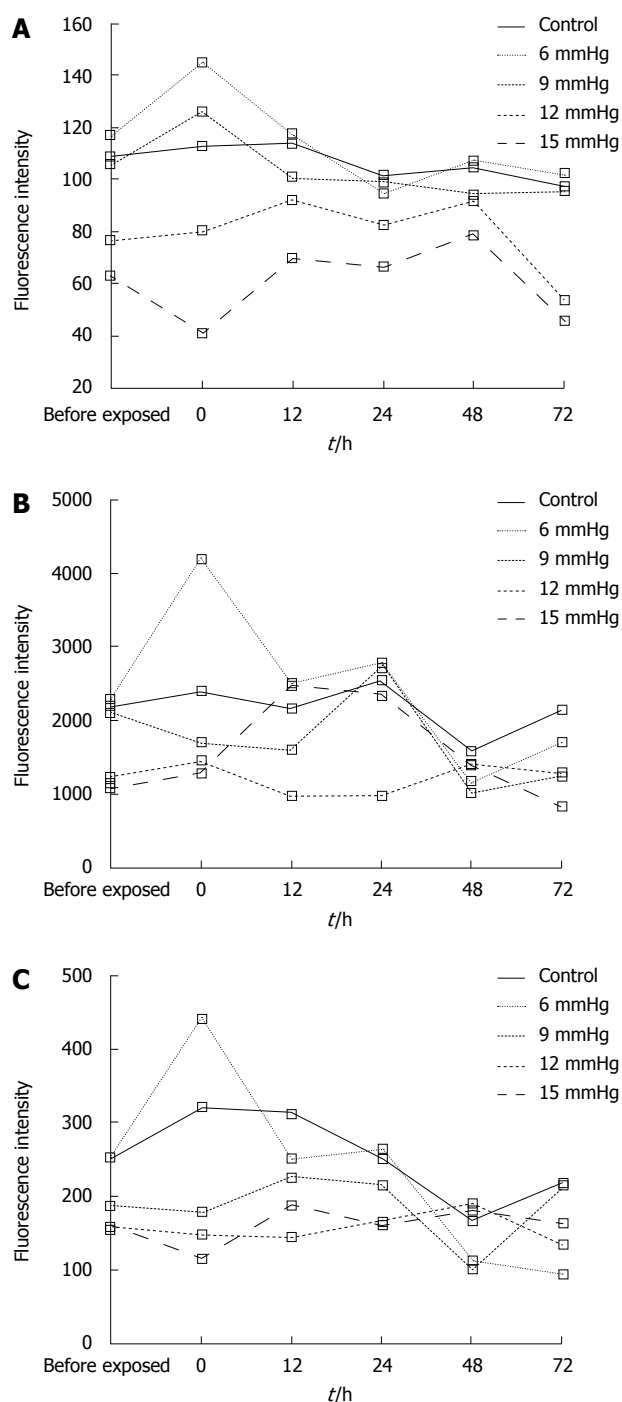 A
160
140
120
100
80
60
40
20
Fluorescence intensity
Control
6 mmHg
9 mmHg
12 mmHg
15 mmHg
Before exposed 0 12 24 48 72
t/h
B
5000
4000
3000
2000
1000
0
Fluorescence intensity
Control
6 mmHg
9 mmHg
12 mmHg
15 mmHg
Before exposed 0 12 24 48 72
t/h
C
500
400
300
200
100
0
Fluorescence intensity
Control
6 mmHg
9 mmHg
12 mmHg
15 mmHg
Before exposed 0 12 24 48 72
t/h